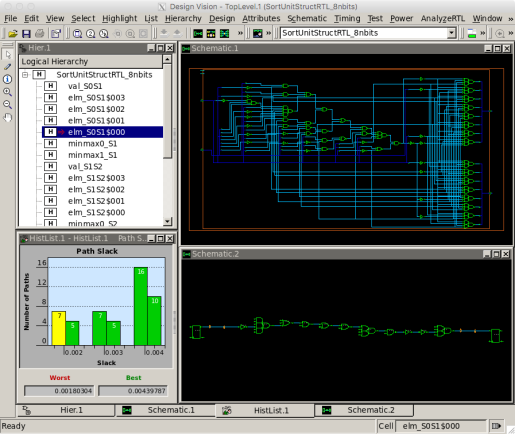 Design Vision - TopLevel.1 (SortUnitStructRTL_8nbits)
File Edit View Select Highlight List Hierarchy Design Attributes Schematic Timing Test Power AnalyzeRTL Window »
SortUnitStructRTL_8nbits
Hier.1
Logical Hierarchy
SortUnitStructRTL_8nbits
val_S0S1
elm_S0S1$003
elm_S0S1$002
elm_S0S1$001
elm_S0S1$000
minmax0_S1
minmax1_S1
val_S1S2
elm_S1S2$003
elm_S1S2$002
elm_S1S2$001
elm_S1S2$000
minmax0_S2
Schematic.1
HistList.1 - HistList.1 Path S..
Path Slack
Number of Paths
16
12
8
4
0
7
5
7
5
16
10
0.002
0.003
0.004
Slack
Worst Best
0.00180304 0.00439787
Schematic.2
Hier.1 Schematic.1 HistList.1 Schematic.2
Ready Cell elm_S0S1$000